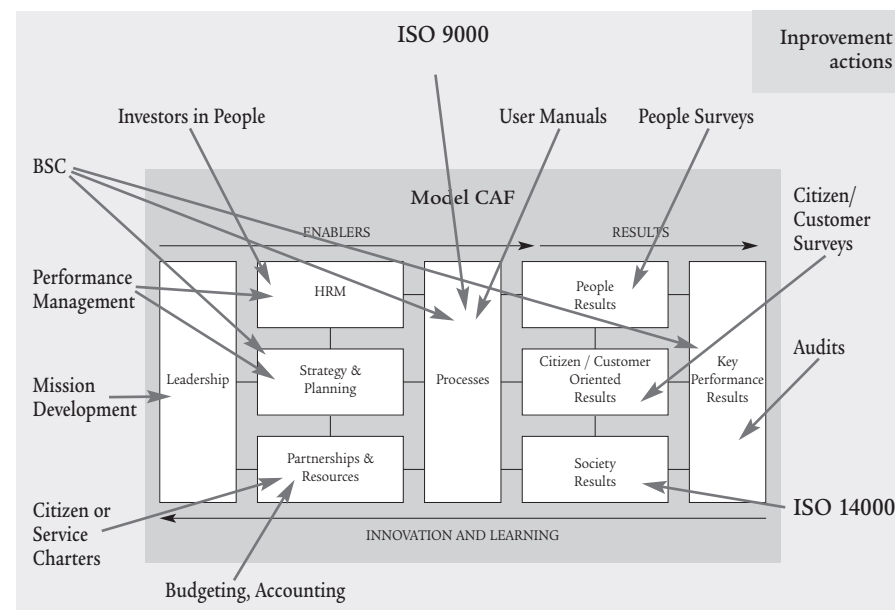 ISO 9000
Inprovement
actions
Investors in People
User Manuals
People Surveys
BSC
Model CAF
Citizen/
Customer
Surveys
ENABLERS
RESULTS
Performance
Management
HRM
People
Results
Leadership
Strategy &
Planning
Processes
Citizen / Customer
Oriented
Results
Key
Performance
Results
Audits
Mission
Development
Partnerships &
Resources
Society
Results
Citizen or
Service
Charters
ISO 14000
INNOVATION AND LEARNING
Budgeting, Accounting